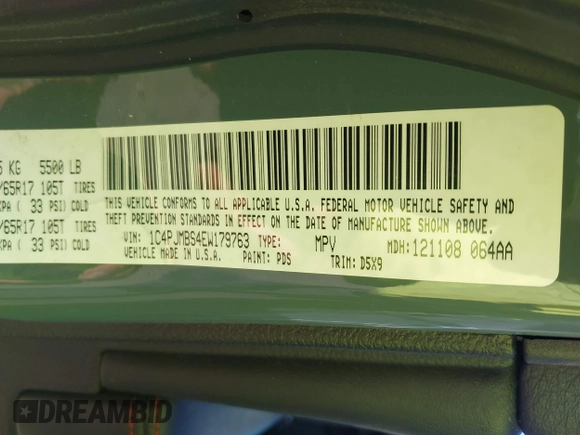 5 KG 5500 LB
/65R17 105T TIRES
KPA ( 33 PSI) COLD
/65R17 105T TIRES
KPA ( 33 PSI) COLD
THIS VEHICLE CONFORMS TO ALL APPLICABLE U.S.A. FEDERAL MOTOR VEHICLE SAFETY AND
THEFT PREVENTION STANDARDS IN EFFECT ON THE DATE OF MANUFACTURE SHOWN ABOVE.
VIN: 1C4PJMBS4EW179763 TYPE: MPV MDH: 121108 064AA
VEHICLE MADE IN U.S.A. PAINT: PDS TRIM: D5X9
DREAMBID